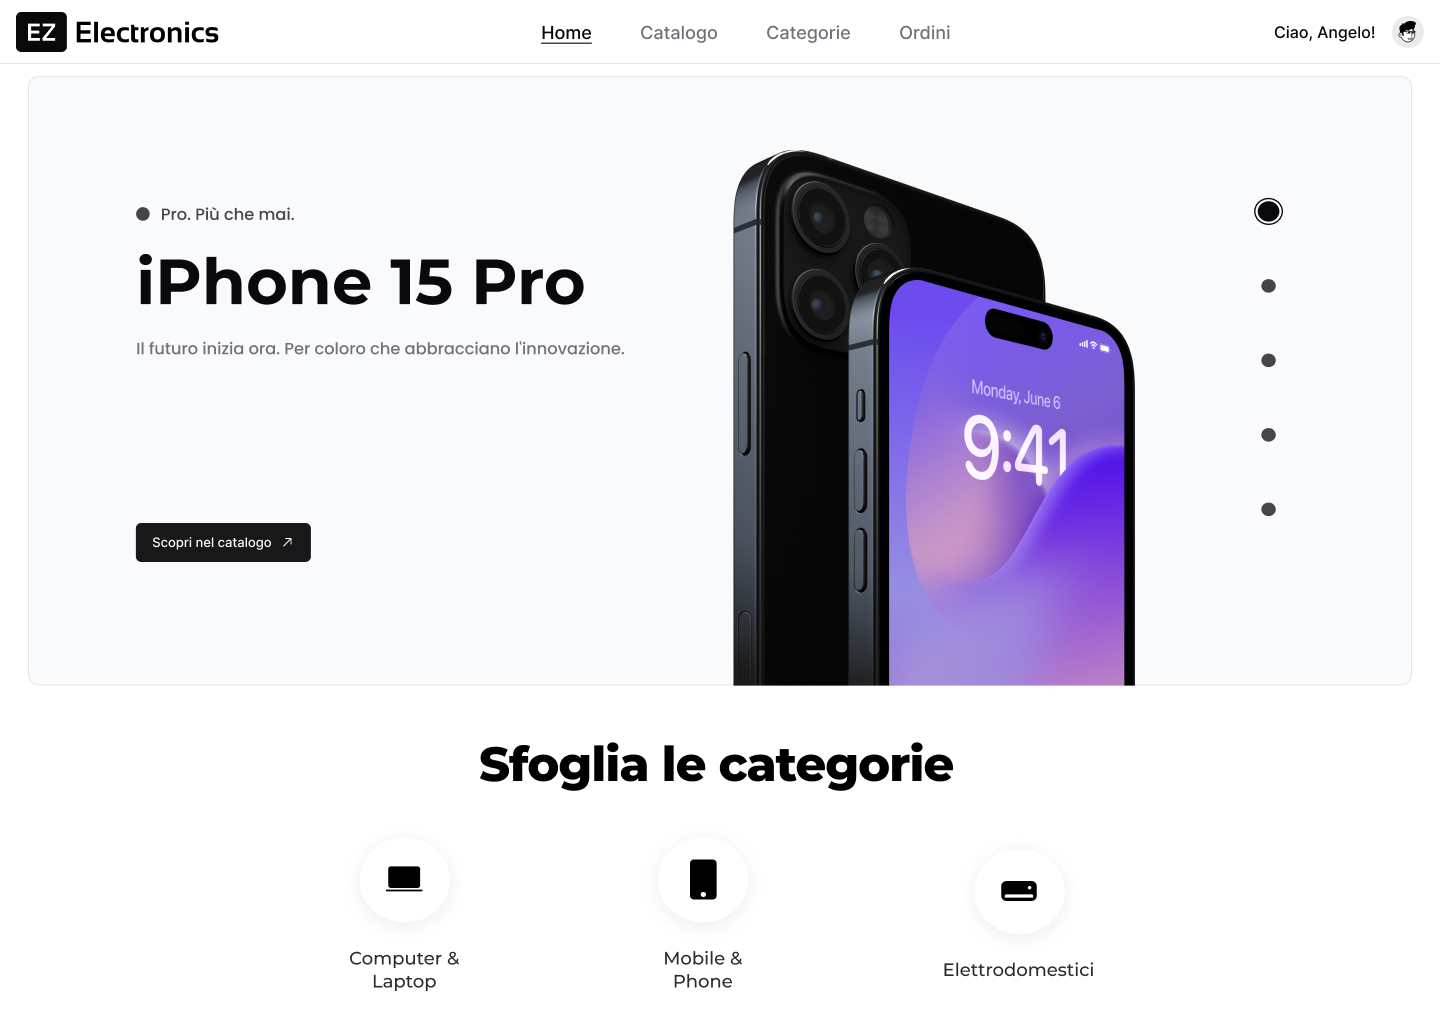 EZ Electronics
Home Catalogo Categorie Ordini
Ciao, Angelo!
Pro. Più che mai.
iPhone 15 Pro
Il futuro inizia ora. Per coloro che abbracciano l'innovazione.
Scopri nel catalogo
Monday, June 6
9:41
Sfoglia le categorie
Computer &
Laptop
Mobile &
Phone
Elettrodomestici